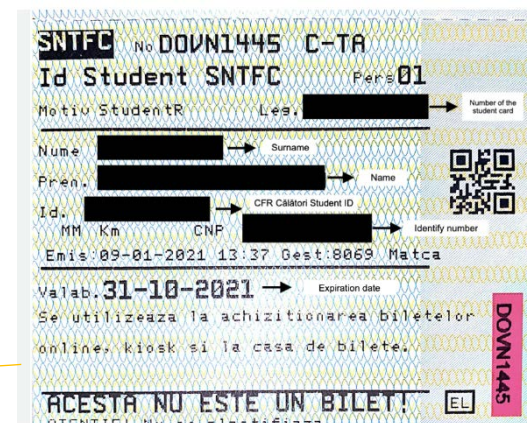 SNTFC No DOVN1445 C-TA
Id Student SNTFC Pers 01
Motiv StudentR Leg. Number of the student card
Nume Surname
Pren. Name
Id. CFR Călători Student ID
MM Km CNP Identify number
Emis:09-01-2021 13:37 Gest:8069 Matca
Valab.31-10-2021 Expiration date
Se utilizeaza la achizitionarea biletelor
online, kiosk si la casa de bilete.
DOVN1445
ACESTA NU ESTE UN BILET! EL